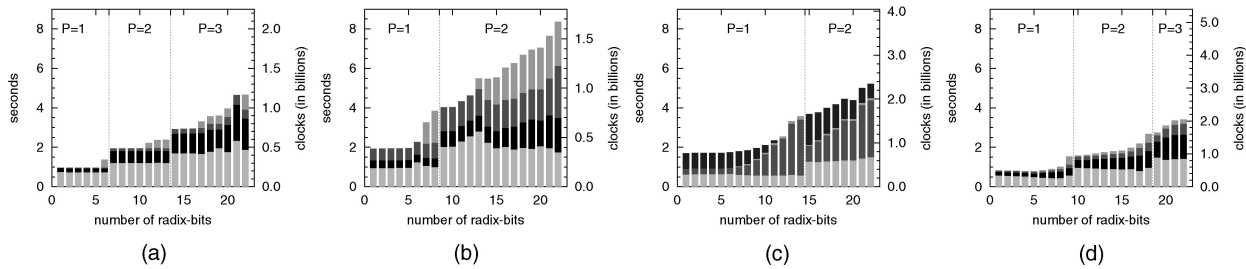 P=1 P=2 P=3
seconds
8
6
4
2
0
2.0
1.5
1.0
0.5
0.0
clocks (in billions)
0 5 10 15 20
number of radix-bits
(a)
P=1 P=2
seconds
8
6
4
2
0
1.5
1.0
0.5
0.0
clocks (in billions)
0 5 10 15 20
number of radix-bits
(b)
P=1 P=2
seconds
8
6
4
2
0
4.0
3.0
2.0
1.0
4.0
clocks (in billions)
0 5 10 15 20
number of radix-bits
(c)
P=1 P=2 P=3
seconds
8
6
4
2
0
5.0
4.0
3.0
2.0
1.0
0.0
clocks (in billions)
0 5 10 15 20
number of radix-bits
(d)